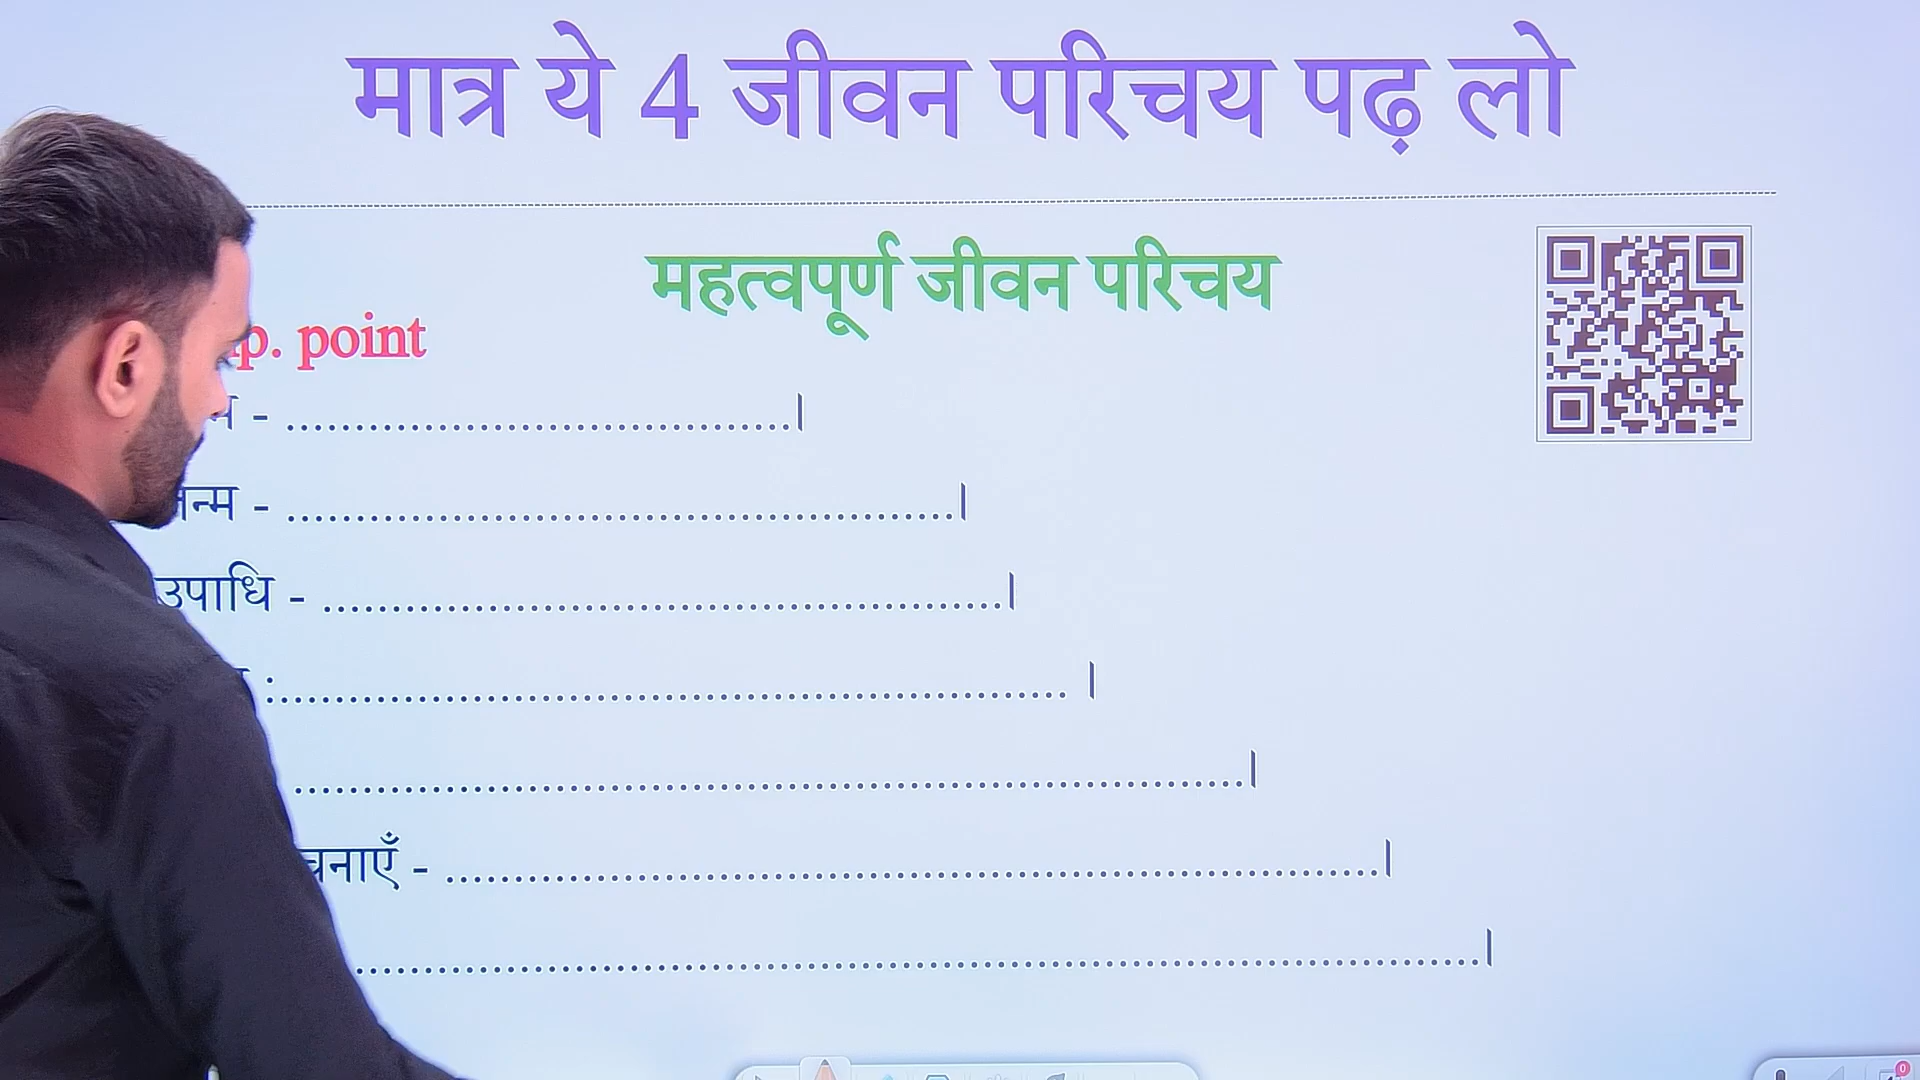 मात्र ये 4 जीवन परिचय पढ़ लो
महत्वपूर्ण जीवन परिचय
point
- ..........................................।
- ........................................................।
उपाधि - .........................................................।
:................................................................... ।
................................................................................।
- ...............................................................................।
...............................................................................................।